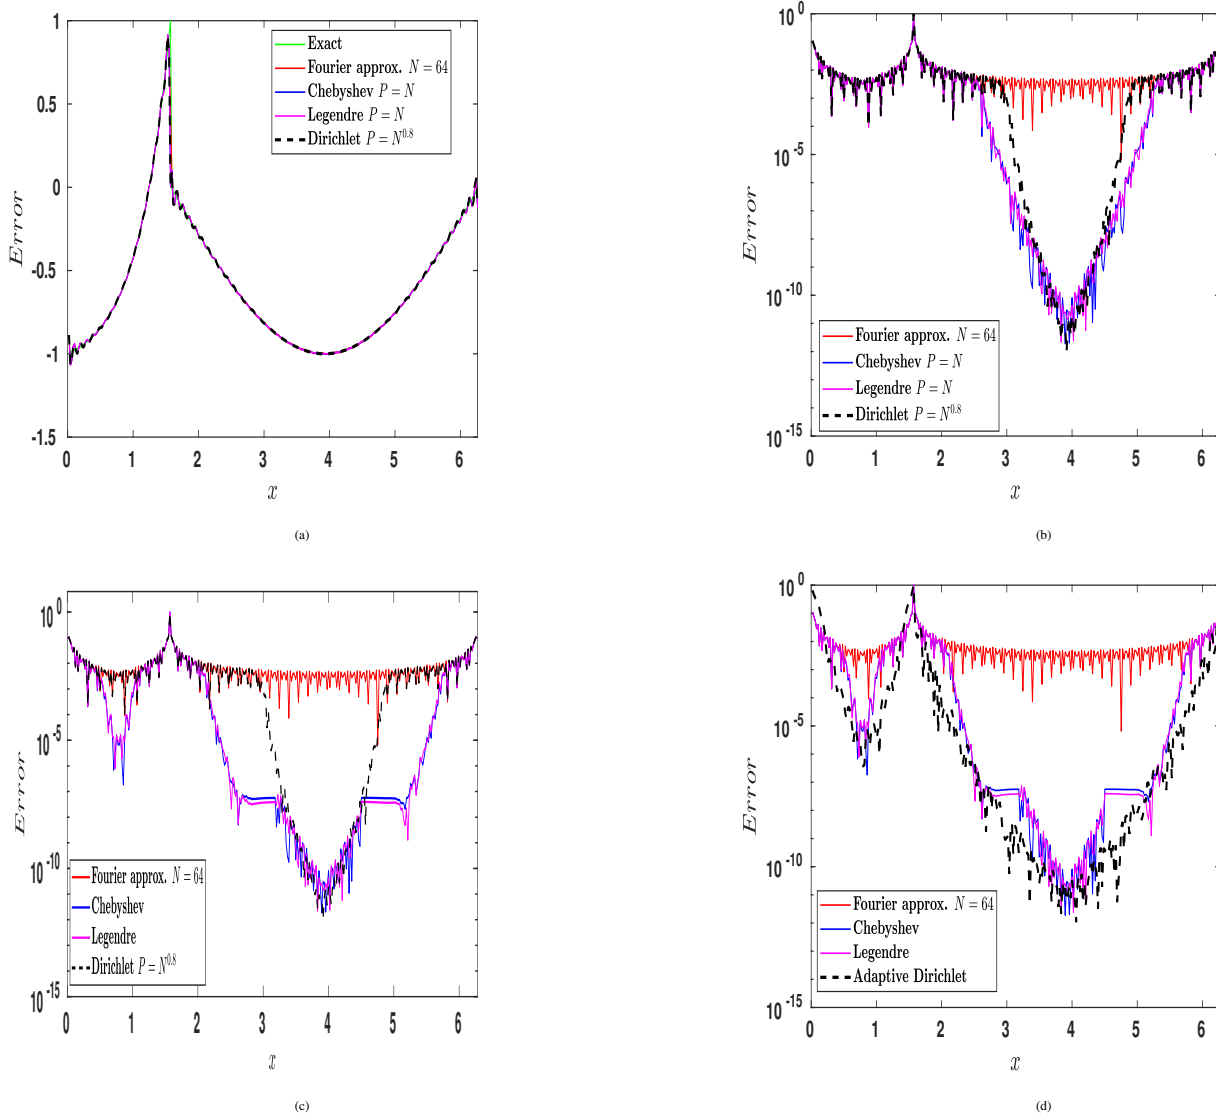 1
0.5
0
-0.5
-1
-1.5
Error
0 1 2 3 4 5 6
x
Exact
Fourier approx. N = 64
Chebyshev P = N
Legendre P = N
Dirichlet P = N^0.8
(a)
10^0
10^-5
10^-10
10^-15
Error
0 1 2 3 4 5 6
x
Fourier approx. N = 64
Chebyshev P = N
Legendre P = N
Dirichlet P = N^0.8
(b)
10^0
10^-5
10^-10
10^-15
Error
0 1 2 3 4 5 6
x
Fourier approx. N = 64
Chebyshev
Legendre
Dirichlet P = N^0.8
(c)
10^0
10^-5
10^-10
10^-15
Error
0 1 2 3 4 5 6
x
Fourier approx. N = 64
Chebyshev
Legendre
Adaptive Dirichlet
(d)